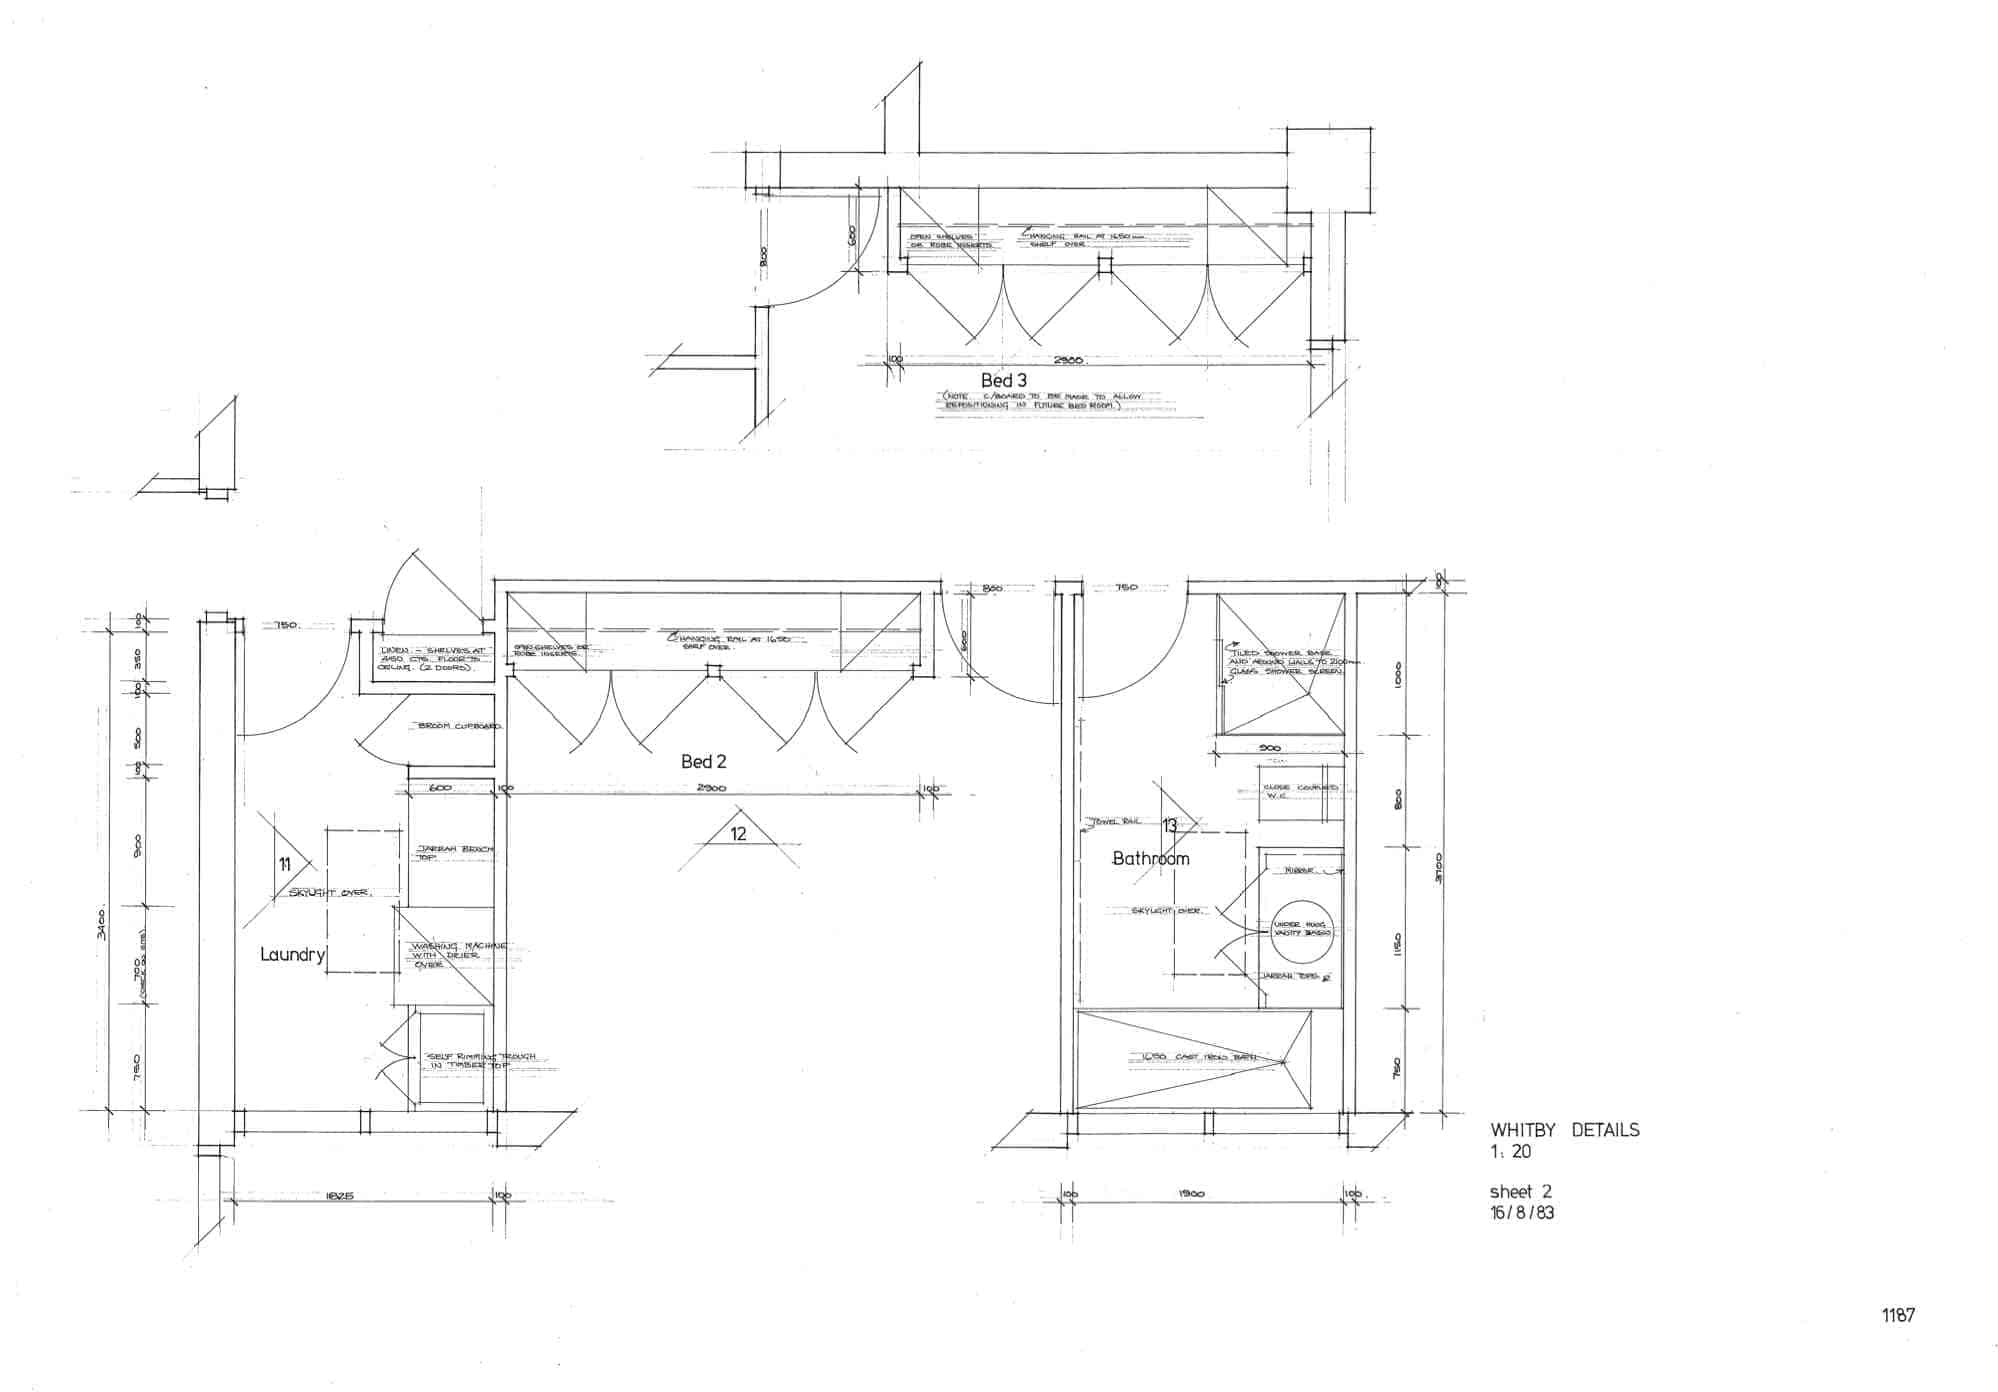 600
800
OPEN SHELVES
OR ROBE INSERTS
HANGING RAIL AT 1650
SHELF OVER
100
2900
Bed 3
(NOTE C/BOARD TO BE MADE TO ALLOW
REPOSITIONING IN FUTURE BED ROOM.)
800
750
100
100
750.
600
350
LINEN - SHELVES AT
450 CTS. FLOOR TO
CEILING. (2 DOORS)
OPEN SHELVES OR
ROBE INSERTS.
HANGING RAIL AT 1650
SHELF OVER.
TILED SHOWER BASE
AND AROUND WALLS TO 2100mm
GLASS SHOWER SCREEN
1000
100
500
BROOM CUPBOARD.
900
100
Bed 2
600
100
2900
100
CLOSE COUPLED
W.C.
800
TOWEL RAIL
13
12
11
900
JARRAH BENCH
TOP
Bathroom
MIRROR.
3700
SKYLIGHT OVER.
SKYLIGHT OVER.
3400.
UNDER HUNG
VANITY BASIN
1150
Laundry
WASHING MACHINE
WITH DRIER
OVER
700
(CHECK ON SITE)
JARRAH TOPS
SELF RIMMING TROUGH
IN TIMBER TOP
750
1650 CAST IRON BATH
750
WHITBY DETAILS
1: 20
1825
100
100
1900
100.
sheet 2
16/8/83
1187